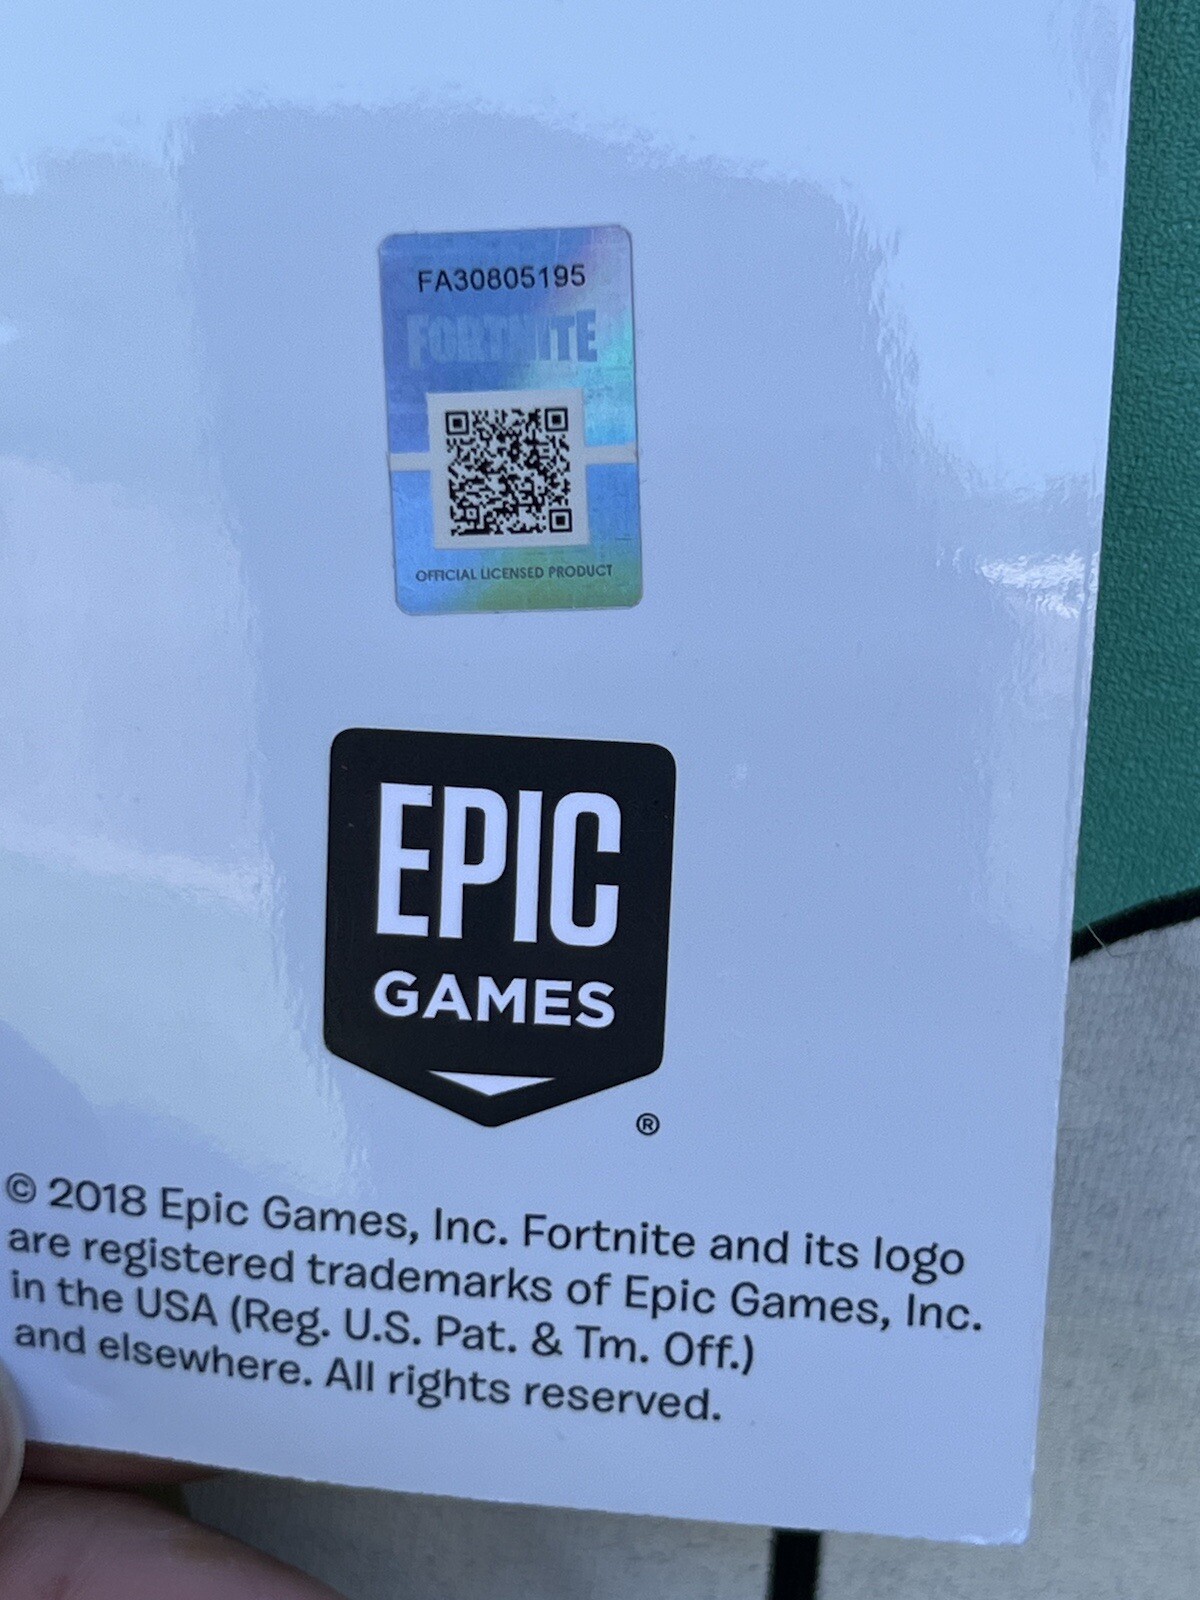 FA30805195
FORTNITE
OFFICIAL LICENSED PRODUCT
EPIC
GAMES
®
© 2018 Epic Games, Inc. Fortnite and its logo
are registered trademarks of Epic Games, Inc.
in the USA (Reg. U.S. Pat. & Tm. Off.)
and elsewhere. All rights reserved.